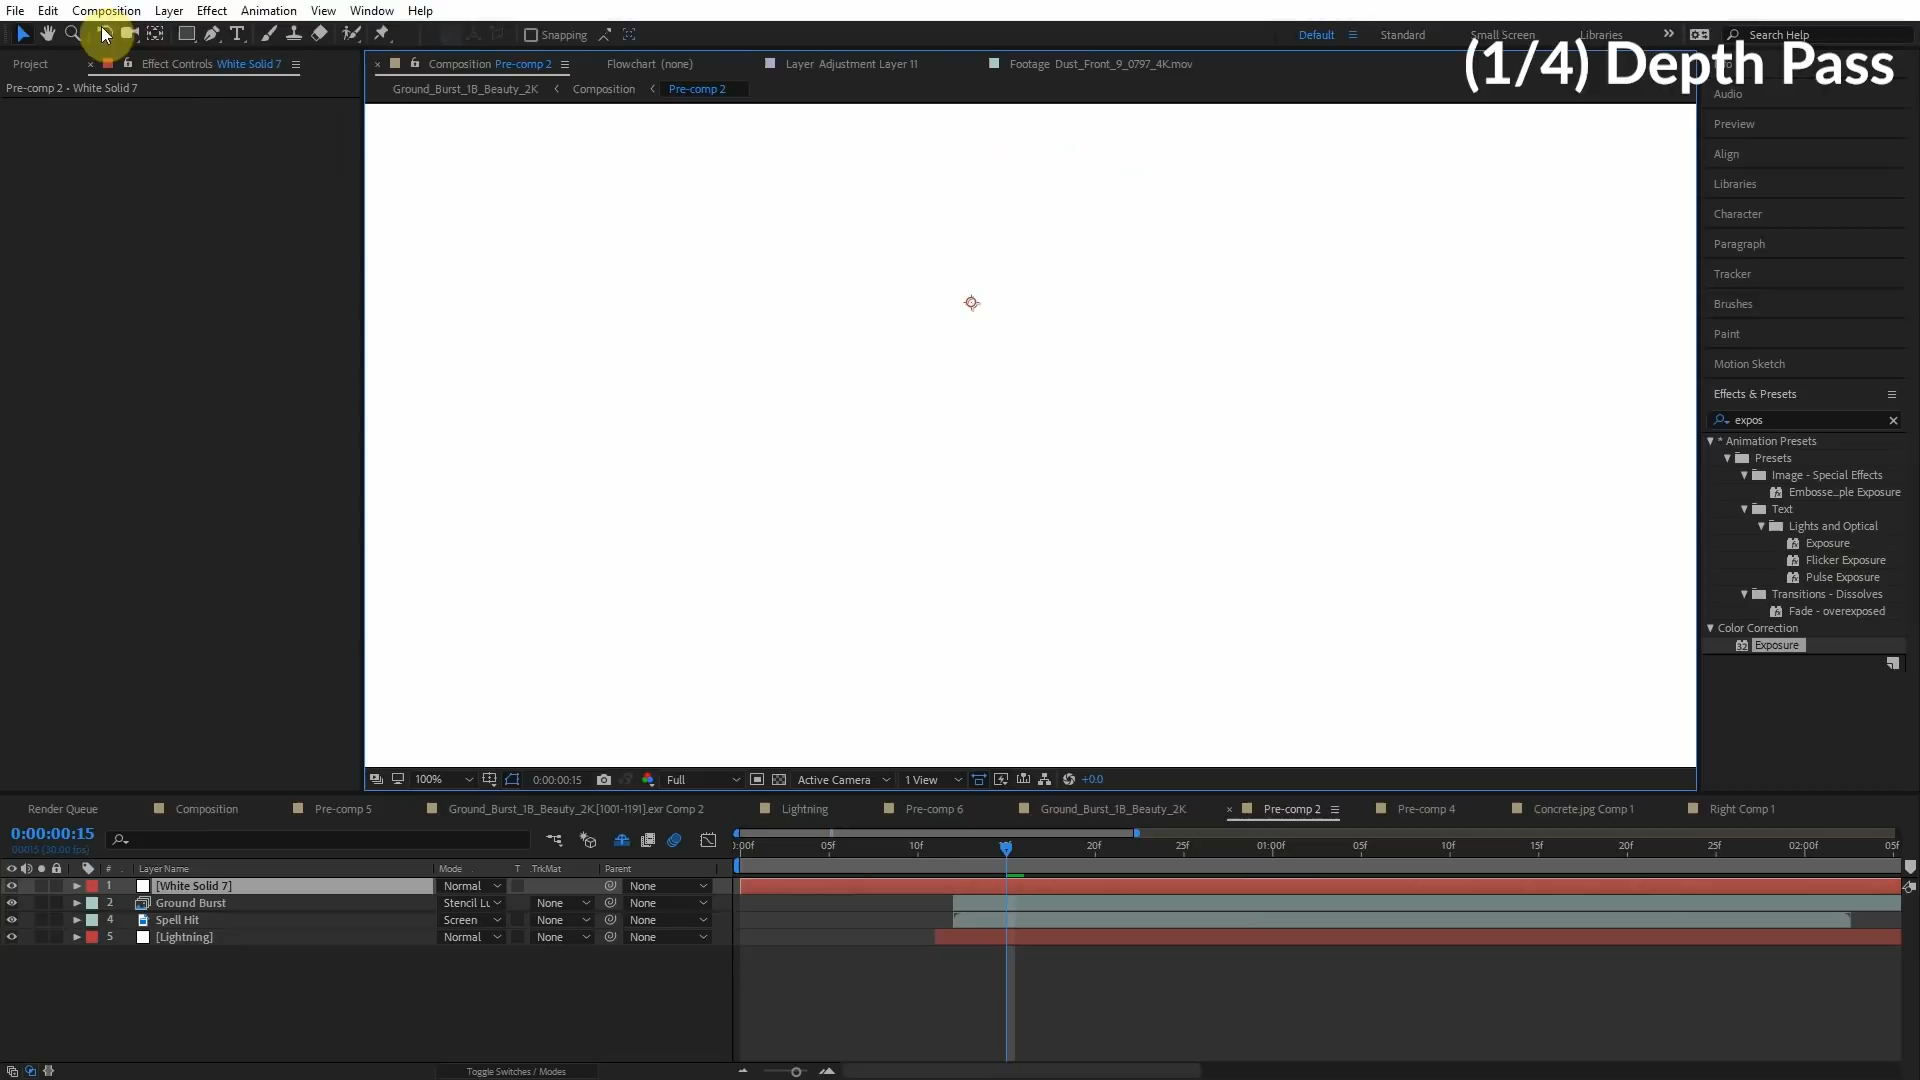 File Edit Composition Layer Effect Animation View Window Help
Snapping
Default Standard Small Screen Libraries Search Help
(1/4) Depth Pass
Project Effect Controls White Solid 7
Composition Pre-comp 2 Flowchart (none) Layer Adjustment Layer 11 Footage Dust_Front_9_0797_4K.mov
Pre-comp 2 • White Solid 7
Ground_Burst_1B_Beauty_2K Composition Pre-comp 2
Audio
Preview
Align
Libraries
Character
Paragraph
Tracker
Brushes
Paint
Motion Sketch
Effects & Presets
expos
* Animation Presets
Presets
Image - Special Effects
Embosse...ple Exposure
Text
Lights and Optical
Exposure
Flicker Exposure
Pulse Exposure
Transitions - Dissolves
Fade - overexposed
Color Correction
32 Exposure
100% 0:00:00:15 Full Active Camera 1 View +0.0
Render Queue Composition Pre-comp 5 Ground_Burst_1B_Beauty_2K.[1001-1191].exr Comp 2 Lightning Pre-comp 6 Ground_Burst_1B_Beauty_2K Pre-comp 2 Pre-comp 4 Concrete.jpg Comp 1 Right Comp 1
0:00:00:15
00015 (30.00 fps)
:00f 05f 10f 20f 25f 01:00f 05f 10f 15f 20f 25f 02:00f 05f
# Layer Name Mode T .TrkMat Parent
1 [White Solid 7] Normal None
2 Ground Burst Stencil Lu None None
4 Spell Hit Screen None None
5 [Lightning] Normal None None
Toggle Switches / Modes